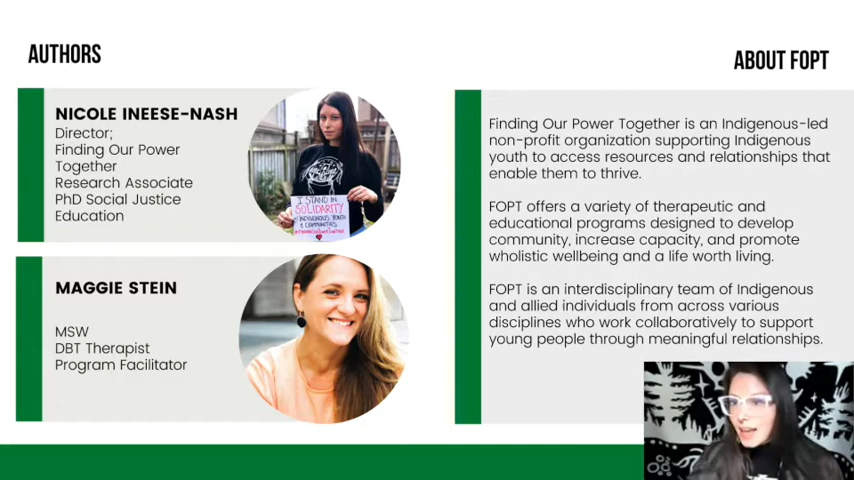 AUTHORS
NICOLE INEESE-NASH
Director;
Finding Our Power
Together
Research Associate
PhD Social Justice
Education
I STAND IN
SOLIDARITY
INDIGENOUS YOUTH
& COMMUNITIES
MAGGIE STEIN
MSW
DBT Therapist
Program Facilitator
ABOUT FOPT
Finding Our Power Together is an Indigenous-led
non-profit organization supporting Indigenous
youth to access resources and relationships that
enable them to thrive.
FOPT offers a variety of therapeutic and
educational programs designed to develop
community, increase capacity, and promote
wholistic wellbeing and a life worth living.
FOPT is an interdisciplinary team of Indigenous
and allied individuals from across various
disciplines who work collaboratively to support
young people through meaningful relationships.